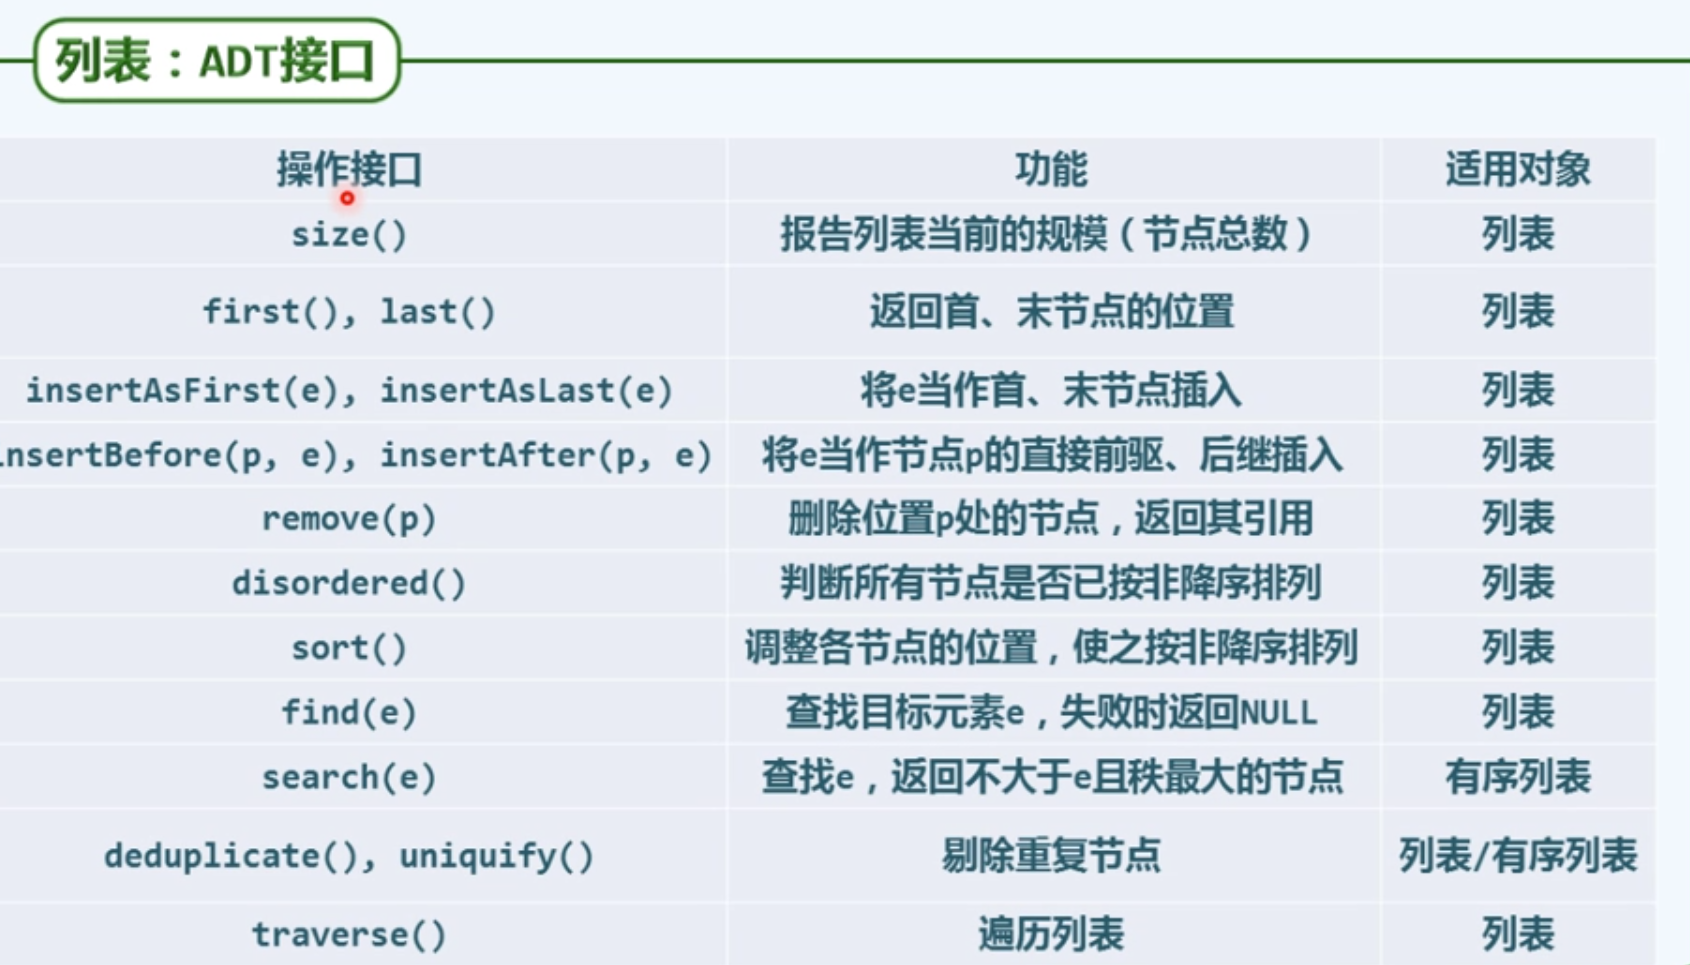 列表：ADT接口
操作接口 功能 适用对象
size() 报告列表当前的规模（节点总数） 列表
first(), last() 返回首、末节点的位置 列表
insertAsFirst(e), insertAsLast(e) 将e当作首、末节点插入 列表
nsertBefore(p, e), insertAfter(p, e) 将e当作节点p的直接前驱、后继插入 列表
remove(p) 删除位置p处的节点，返回其引用 列表
disordered() 判断所有节点是否已按非降序排列 列表
sort() 调整各节点的位置，使之按非降序排列 列表
find(e) 查找目标元素e，失败时返回NULL 列表
search(e) 查找e，返回不大于e且秩最大的节点 有序列表
deduplicate(), uniquify() 剔除重复节点 列表/有序列表
traverse() 遍历列表 列表